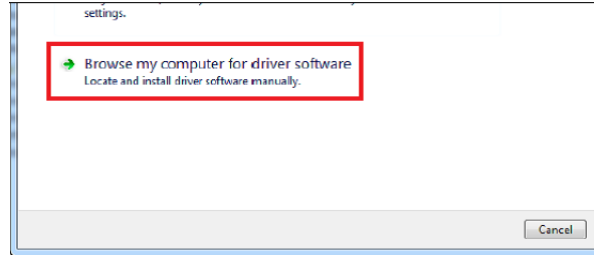 settings.
Browse my computer for driver software
Locate and install driver software manually.
Cancel